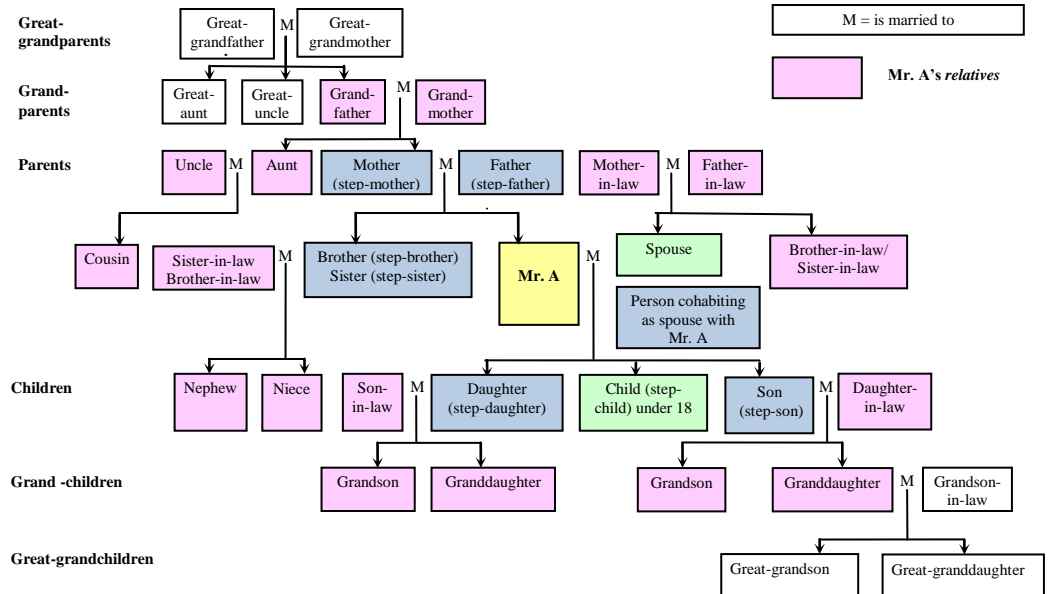 Great-
grandparents
Great-
grandfather
M
Great-
grandmother
M = is married to
Mr. A's relatives
Grand-
parents
Great-
aunt
Great-
uncle
Grand-
father
M
Grand-
mother
Parents
Uncle
M
Aunt
Mother
(step-mother)
M
Father
(step-father)
Mother-
in-law
M
Father-
in-law
Cousin
Sister-in-law
Brother-in-law
M
Brother (step-brother)
Sister (step-sister)
Mr. A
M
Spouse
Brother-in-law/
Sister-in-law
Person cohabiting
as spouse with
Mr. A
Children
Nephew
Niece
Son-
in-law
M
Daughter
(step-daughter)
Child (step-
child) under 18
Son
(step-son)
M
Daughter-
in-law
Grand -children
Grandson
Granddaughter
Grandson
Granddaughter
M
Grandson-
in-law
Great-grandchildren
Great-grandson
Great-granddaughter